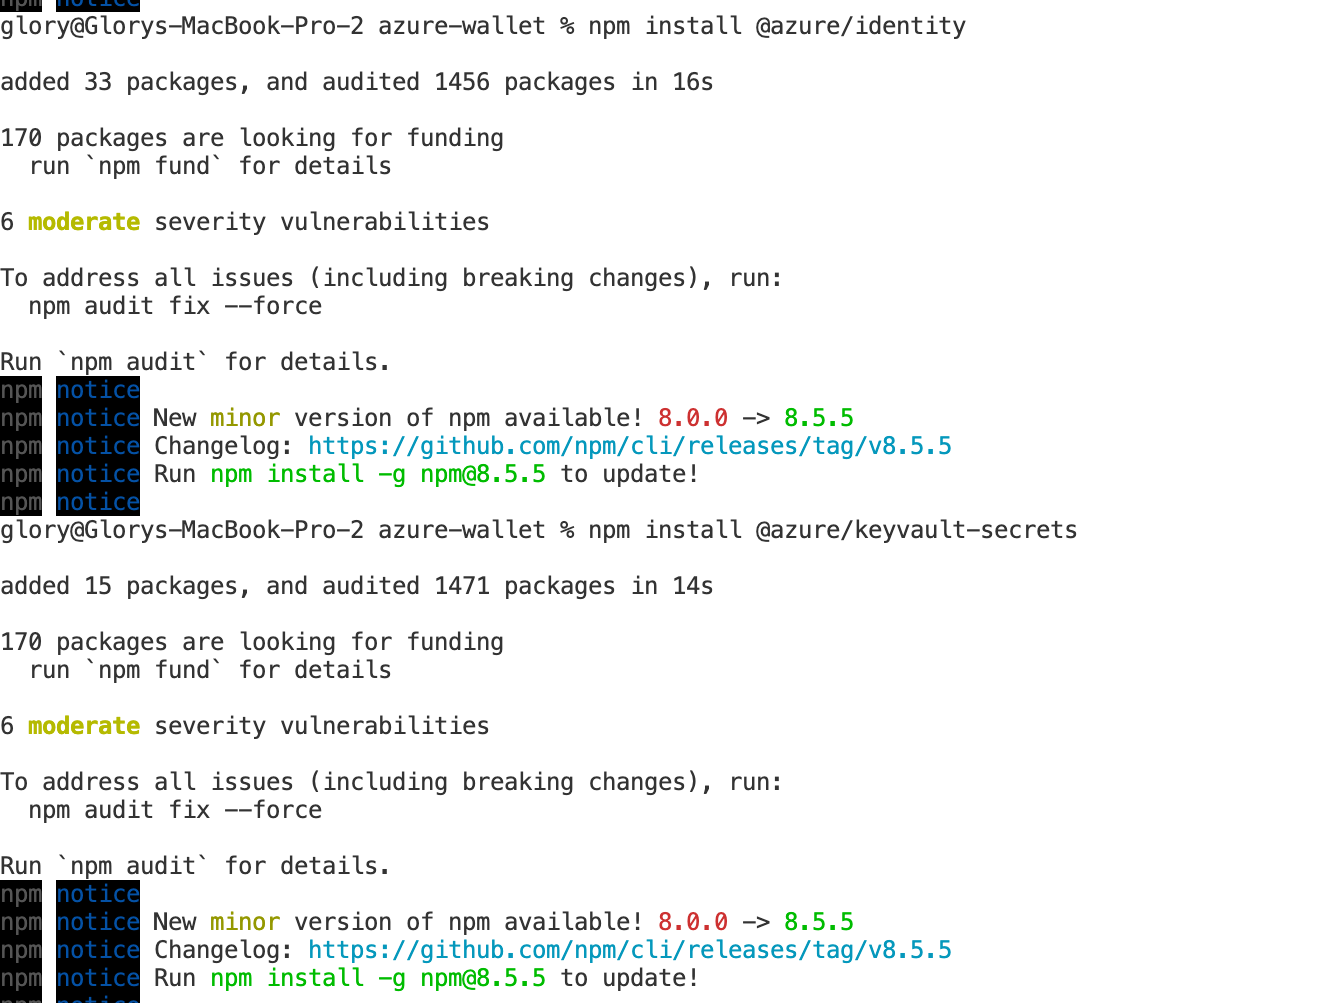 npm notice
glory@Glorys-MacBook-Pro-2 azure-wallet % npm install @azure/identity
added 33 packages, and audited 1456 packages in 16s
170 packages are looking for funding
  run `npm fund` for details
6 moderate severity vulnerabilities
To address all issues (including breaking changes), run:
  npm audit fix --force
Run `npm audit` for details.
npm notice
npm notice New minor version of npm available! 8.0.0 -> 8.5.5
npm notice Changelog: https://github.com/npm/cli/releases/tag/v8.5.5
npm notice Run npm install -g npm@8.5.5 to update!
npm notice
glory@Glorys-MacBook-Pro-2 azure-wallet % npm install @azure/keyvault-secrets
added 15 packages, and audited 1471 packages in 14s
170 packages are looking for funding
  run `npm fund` for details
6 moderate severity vulnerabilities
To address all issues (including breaking changes), run:
  npm audit fix --force
Run `npm audit` for details.
npm notice
npm notice New minor version of npm available! 8.0.0 -> 8.5.5
npm notice Changelog: https://github.com/npm/cli/releases/tag/v8.5.5
npm notice Run npm install -g npm@8.5.5 to update!
npm notice